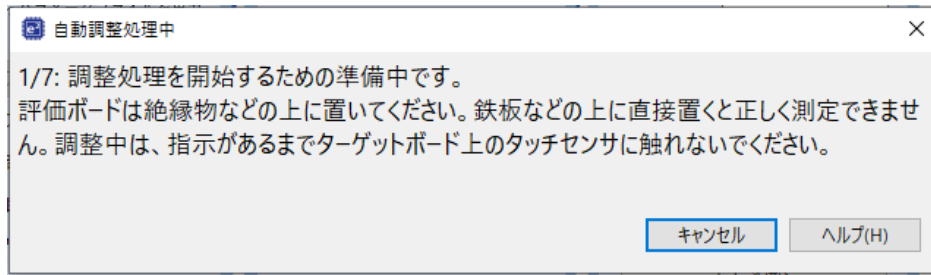 自動調整処理中
1/7: 調整処理を開始するための準備中です。
評価ボードは絶縁物などの上に置いてください。鉄板などの上に直接置くと正しく測定できませ
ん。調整中は、指示があるまでターゲットボード上のタッチセンサに触れないでください。
キャンセル
ヘルプ(H)